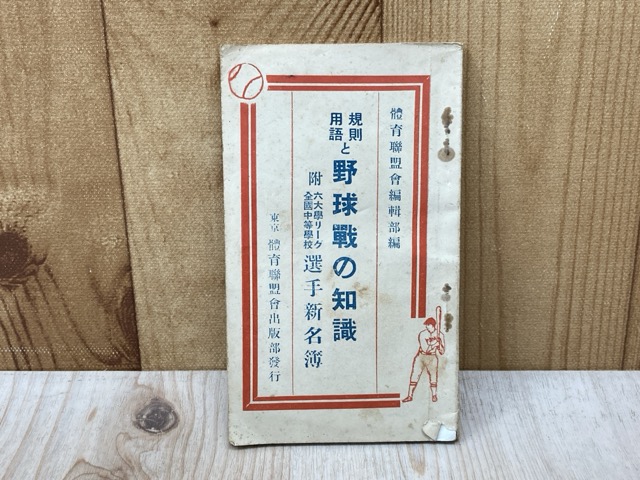 體育聯盟會編輯部編
規則
用語
と
野球戰の知識
附
六大學リーグ
全國中等學校
選手新名簿
東京
體育聯盟會出版部發行